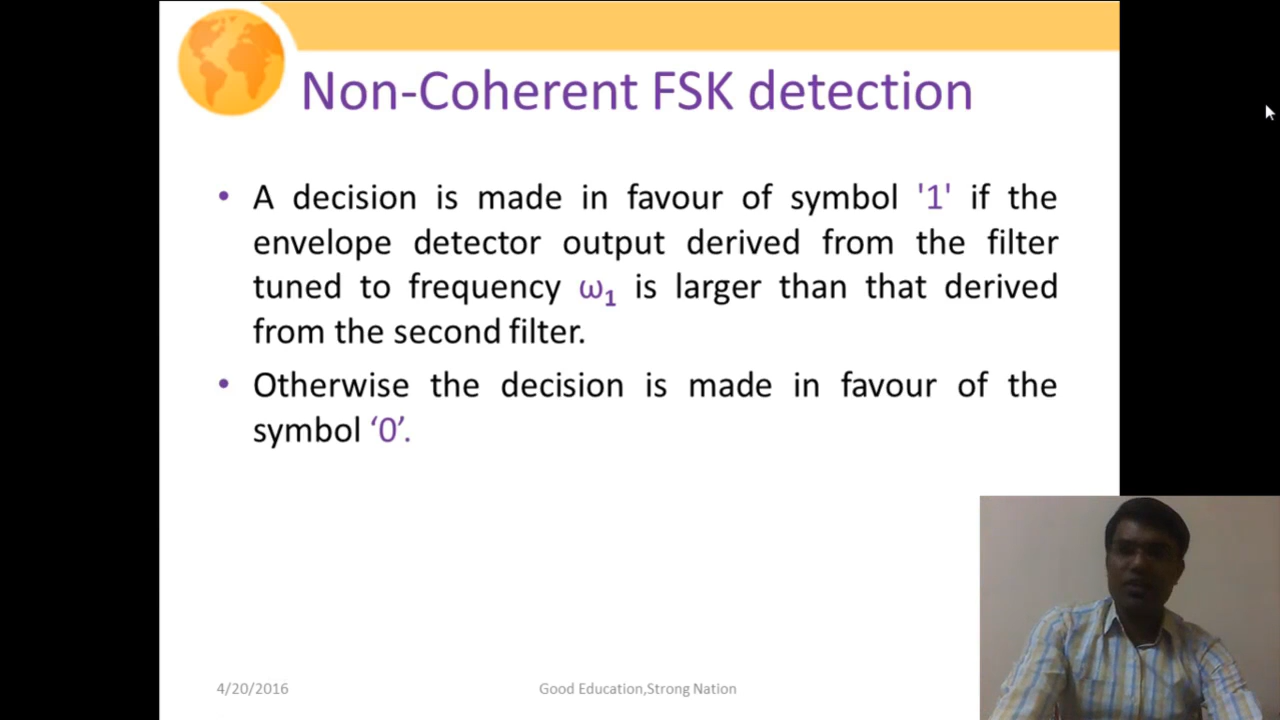 Non-Coherent FSK detection
• A decision is made in favour of symbol '1' if the
envelope detector output derived from the filter
tuned to frequency ω₁ is larger than that derived
from the second filter.
• Otherwise the decision is made in favour of the
symbol ‘0’.
4/20/2016 Good Education,Strong Nation